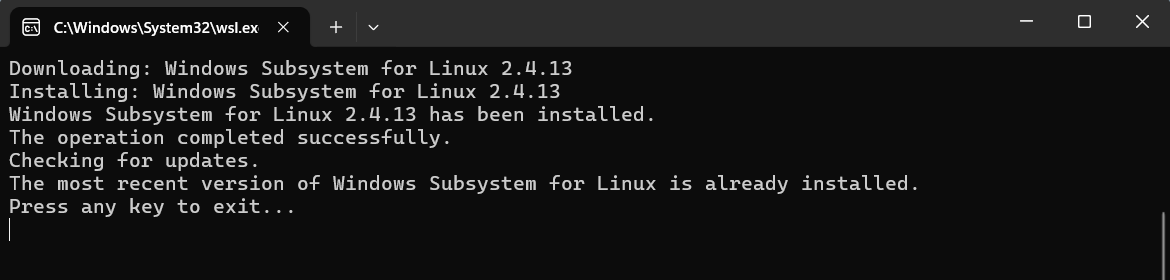 C:\Windows\System32\wsl.ex
Downloading: Windows Subsystem for Linux 2.4.13
Installing: Windows Subsystem for Linux 2.4.13
Windows Subsystem for Linux 2.4.13 has been installed.
The operation completed successfully.
Checking for updates.
The most recent version of Windows Subsystem for Linux is already installed.
Press any key to exit...